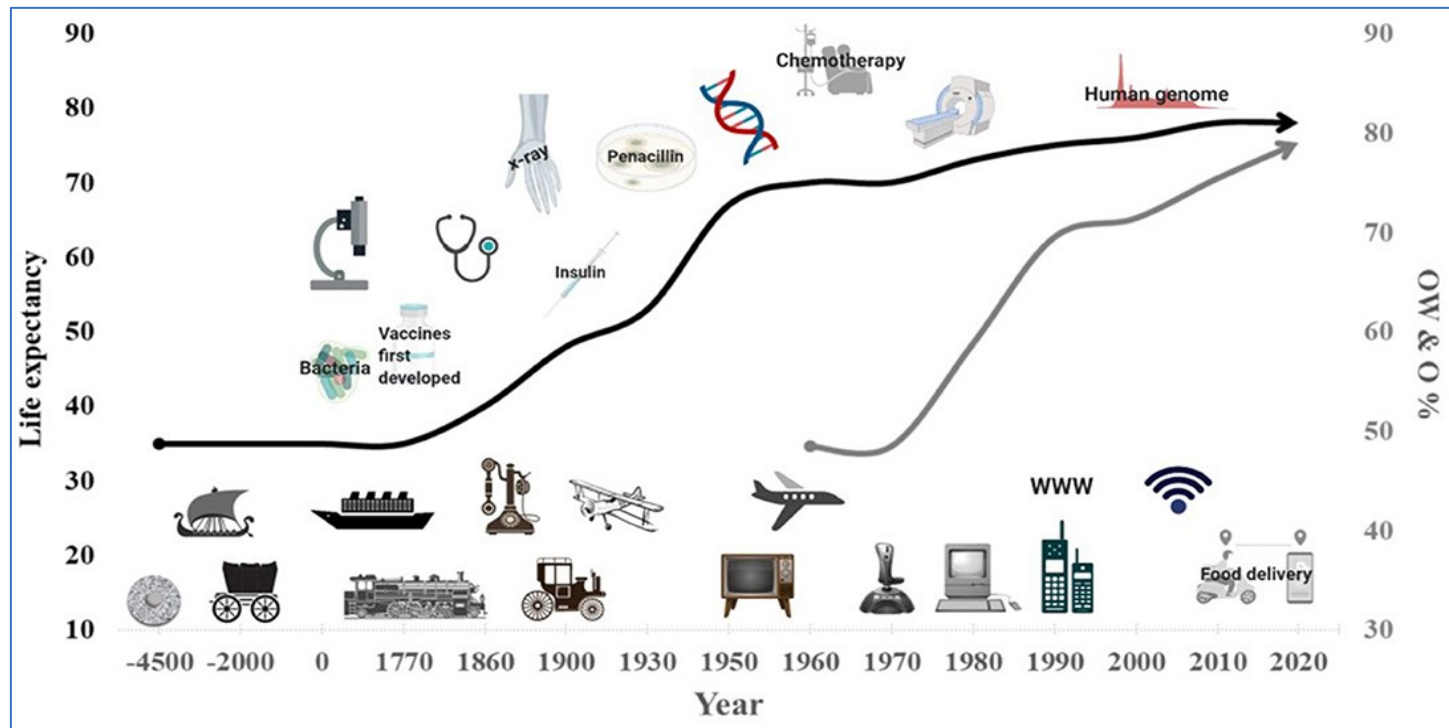 90
80
70
60
50
40
30
20
10
Life expectancy
90
80
70
60
50
40
30
OW & O %
Chemotherapy
Human genome
x-ray
Penacillin
Insulin
Vaccines
first
developed
Bacteria
WWW
Food delivery
-4500 -2000 0 1770 1860 1900 1930 1950 1960 1970 1980 1990 2000 2010 2020
Year